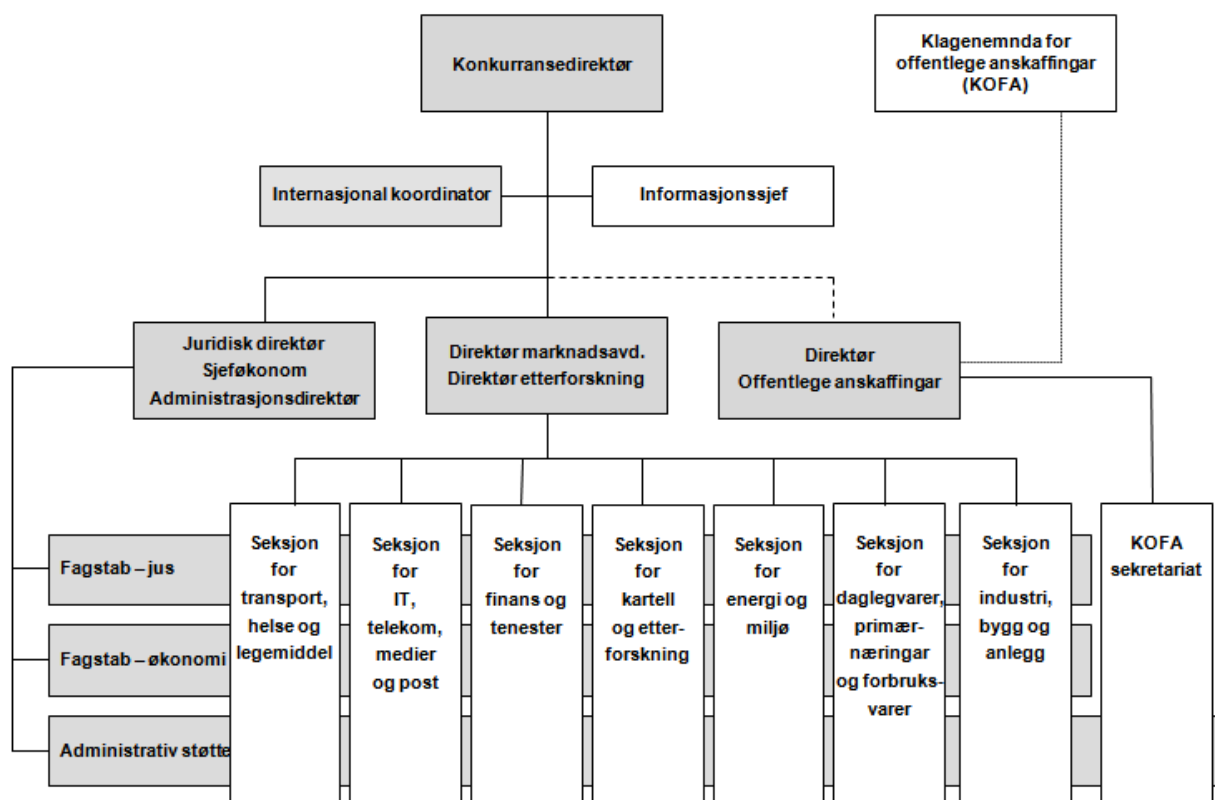 Konkurransedirektør
Klagenemnda for
offentlege anskaffingar
(KOFA)
Internasjonal koordinator
Informasjonssjef
Juridisk direktør
Sjeføkonom
Administrasjonsdirektør
Direktør marknadsavd.
Direktør etterforskning
Direktør
Offentlege anskaffingar
Fagstab – jus
Fagstab – økonomi
Administrativ støtte
Seksjon
for
transport,
helse og
legemiddel
Seksjon
for
IT,
telekom,
medier
og post
Seksjon
for
finans og
tenester
Seksjon
for
kartell
og etter-
forskning
Seksjon
for
energi og
miljø
Seksjon
for
daglegvarer,
primær-
næringar
og forbruks-
varer
Seksjon
for
industri,
bygg og
anlegg
KOFA
sekretariat